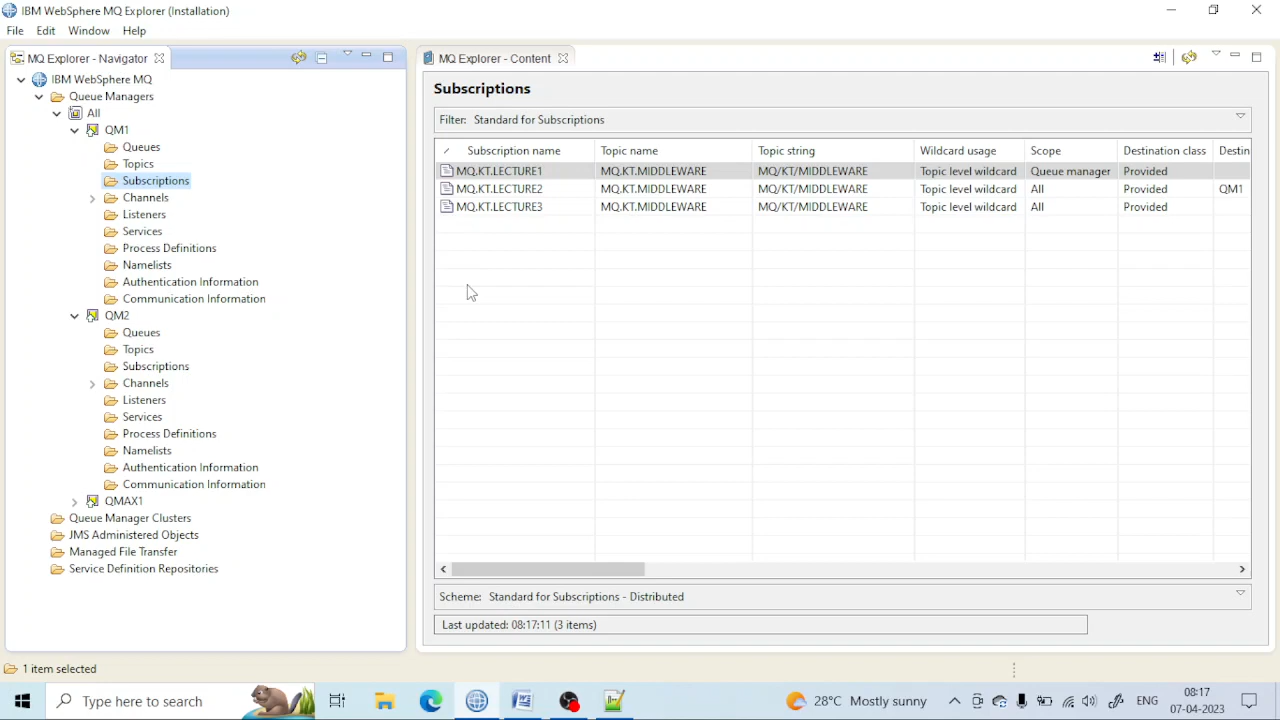 IBM WebSphere MQ Explorer (Installation)
File Edit Window Help
MQ Explorer - Navigator
IBM WebSphere MQ
Queue Managers
All
QM1
Queues
Topics
Subscriptions
Channels
Listeners
Services
Process Definitions
Namelists
Authentication Information
Communication Information
QM2
Queues
Topics
Subscriptions
Channels
Listeners
Services
Process Definitions
Namelists
Authentication Information
Communication Information
QMAX1
Queue Manager Clusters
JMS Administered Objects
Managed File Transfer
Service Definition Repositories
MQ Explorer - Content
Subscriptions
Filter: Standard for Subscriptions
Subscription name Topic name Topic string Wildcard usage Scope Destination class Destin
MQ.KT.LECTURE1 MQ.KT.MIDDLEWARE MQ/KT/MIDDLEWARE Topic level wildcard Queue manager Provided
MQ.KT.LECTURE2 MQ.KT.MIDDLEWARE MQ/KT/MIDDLEWARE Topic level wildcard All Provided QM1
MQ.KT.LECTURE3 MQ.KT.MIDDLEWARE MQ/KT/MIDDLEWARE Topic level wildcard All Provided
Scheme: Standard for Subscriptions - Distributed
Last updated: 08:17:11 (3 items)
1 item selected
Type here to search
28°C Mostly sunny
ENG
08:17
07-04-2023